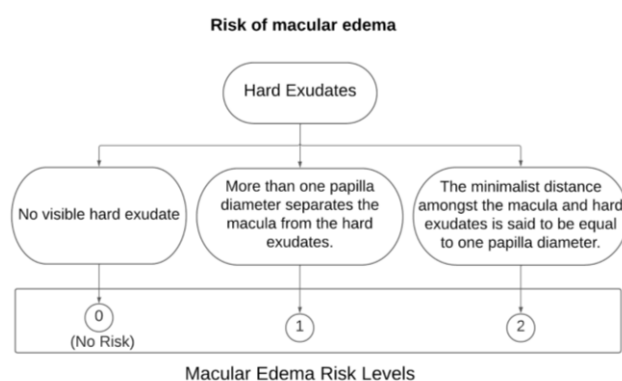 Risk of macular edema
Hard Exudates
No visible hard exudate
More than one papilla
diameter separates the
macula from the hard
exudates.
The minimalist distance
amongst the macula and hard
exudates is said to be equal
to one papilla diameter.
0
(No Risk)
1
2
Macular Edema Risk Levels